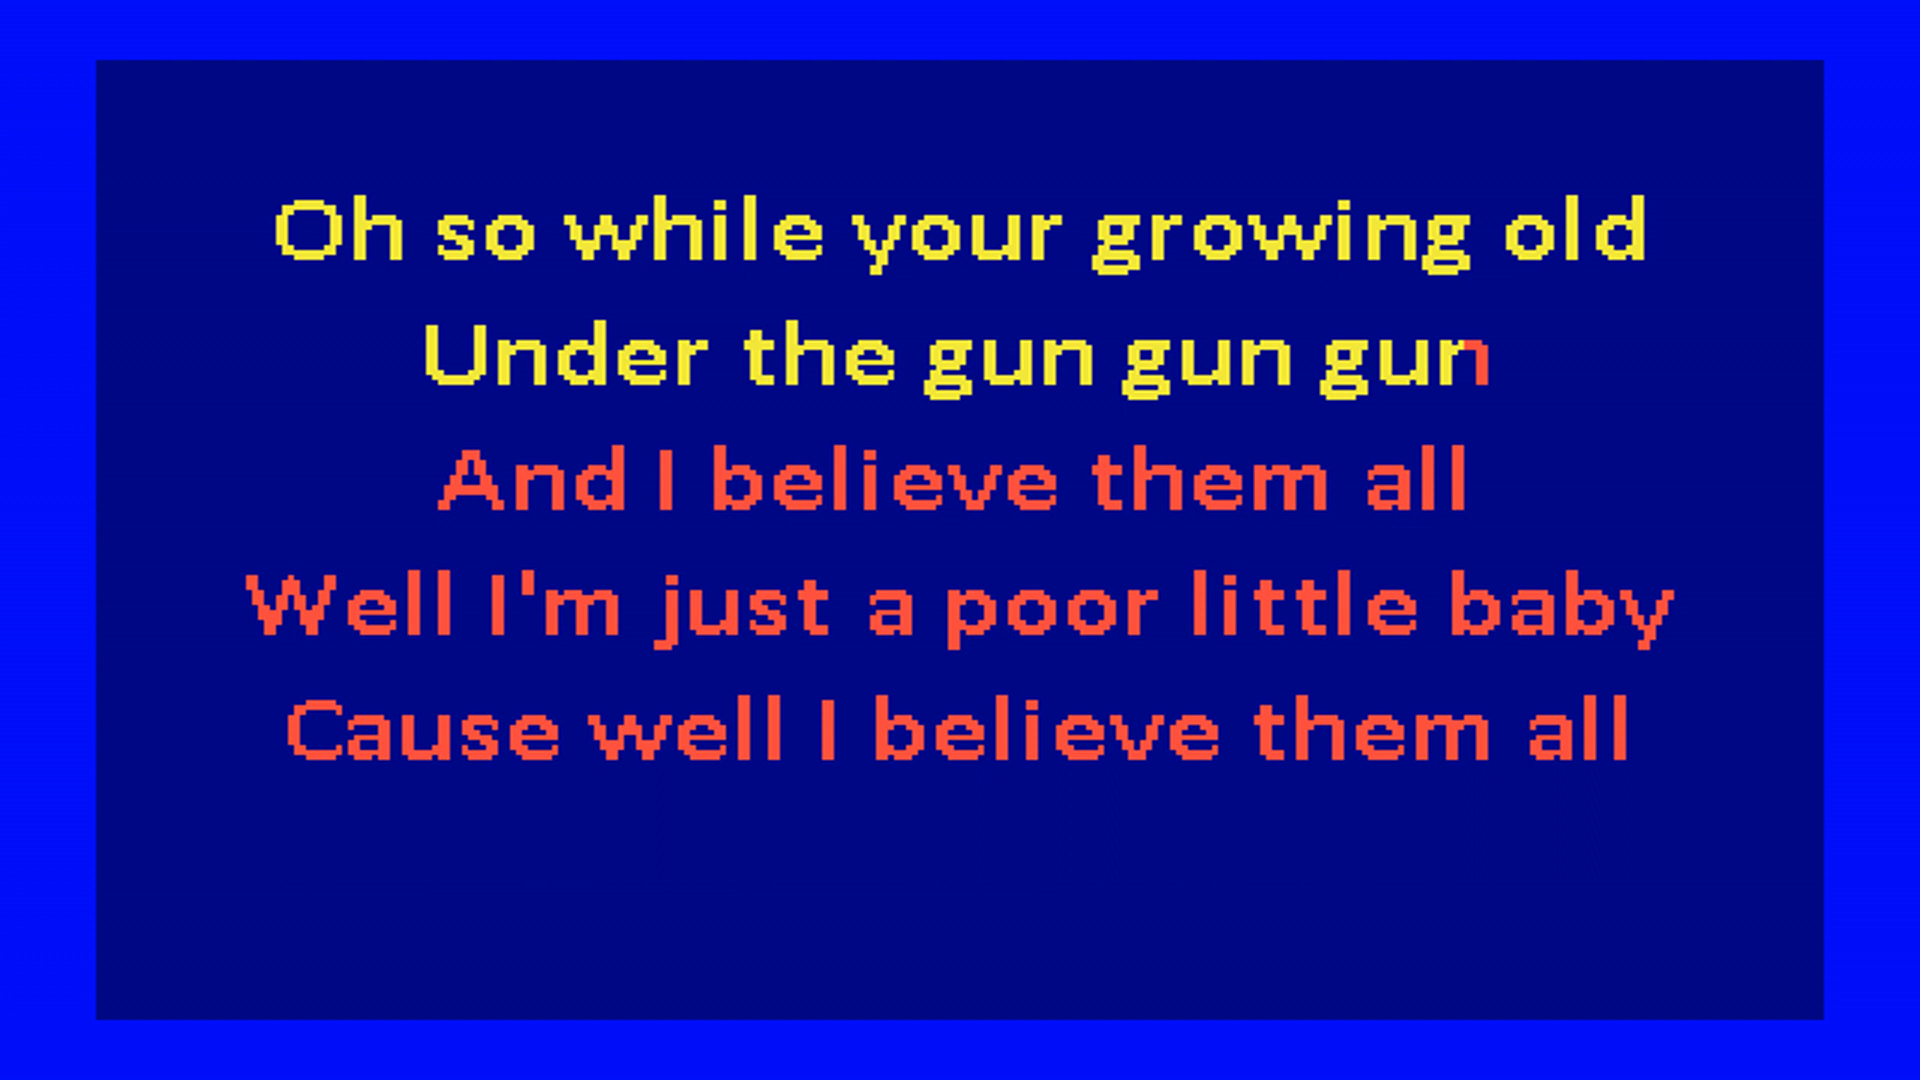 Oh so while your growing old
Under the gun gun gun
And I believe them all
Well I'm just a poor little baby
Cause well I believe them all